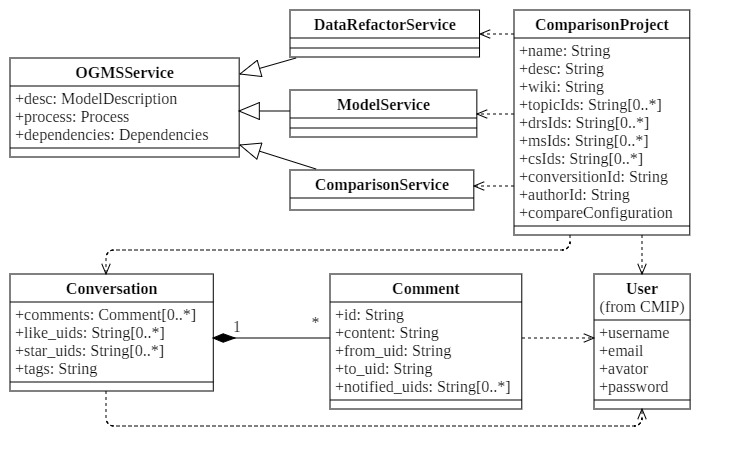 DataRefactorService
ComparisonProject
+name: String
+desc: String
+wiki: String
+topicIds: String[0..*]
+drsIds: String[0..*]
+msIds: String[0..*]
+csIds: String[0..*]
+conversitionId: String
+authorId: String
+compareConfiguration
OGMSService
+desc: ModelDescription
+process: Process
+dependencies: Dependencies
ModelService
ComparisonService
Conversation
+comments: Comment[0..*]
+like_uids: String[0..*]
+star_uids: String[0..*]
+tags: String
1
*
Comment
+id: String
+content: String
+from_uid: String
+to_uid: String
+notified_uids: String[0..*]
User
(from CMIP)
+username
+email
+avator
+password